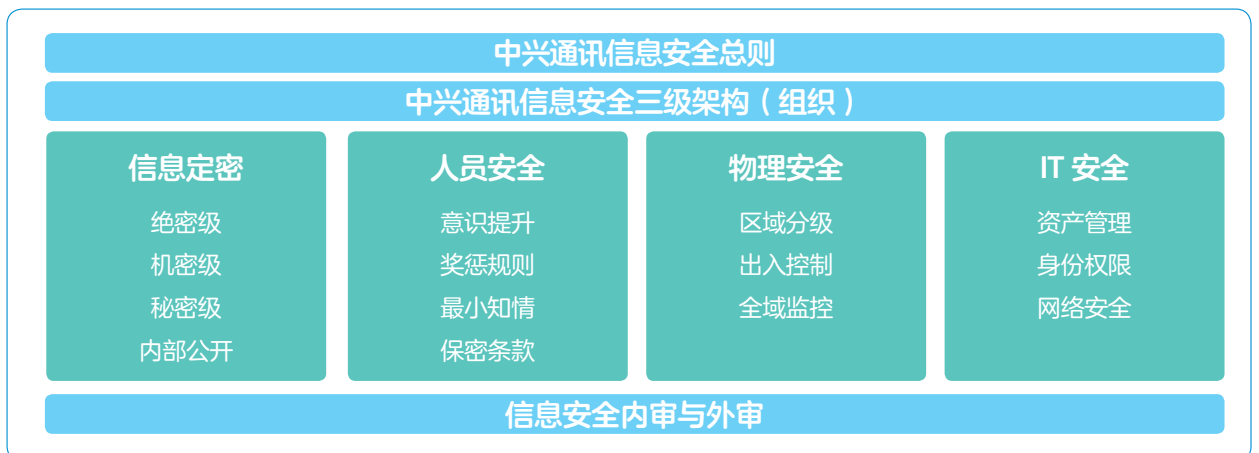 中兴通讯信息安全总则
中兴通讯信息安全三级架构（组织）
信息定密
绝密级
机密级
秘密级
内部公开
人员安全
意识提升
奖惩规则
最小知情
保密条款
物理安全
区域分级
出入控制
全域监控
IT 安全
资产管理
身份权限
网络安全
信息安全内审与外审